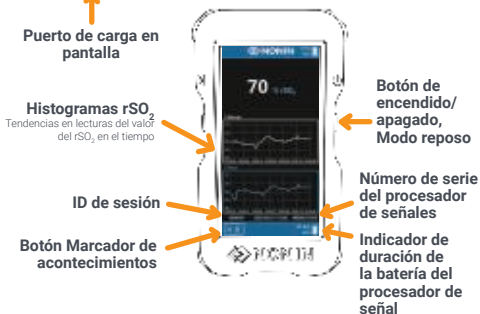 Puerto de carga en
pantalla
NONIN
70
Histogramas rSO₂
Tendencias en lecturas del valor
del rSO₂ en el tiempo
Botón de
encendido/
apagado,
Modo reposo
ID de sesión
Número de serie
del procesador
de señales
Botón Marcador de
acontecimientos
Indicador de
duración de
la batería del
procesador de
señal
NONIN